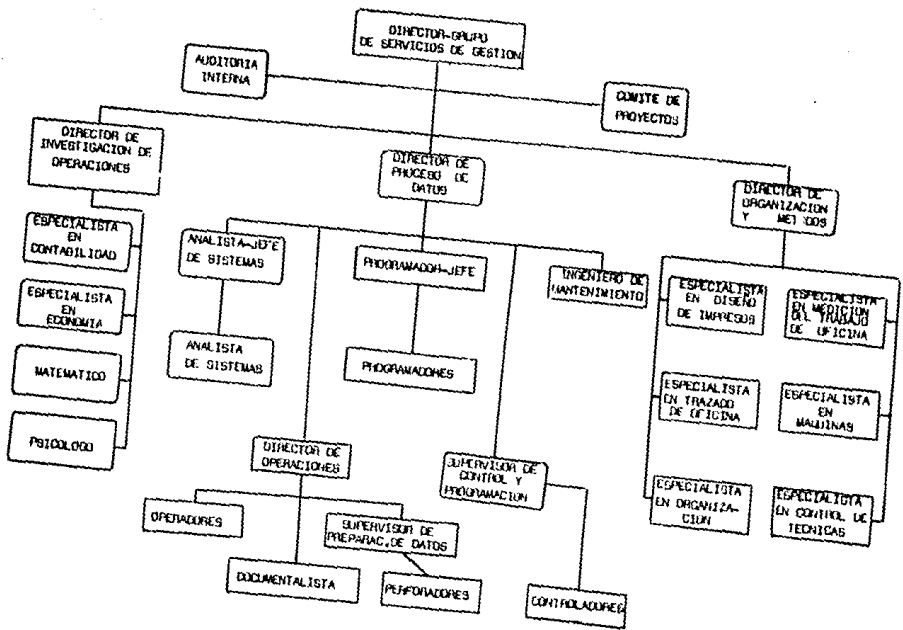 DIRECTOR-GRUPO
DE SERVICIOS DE GESTION
AUDITORIA
INTERNA
COMITE DE
PROYECTOS
DIRECTOR DE
INVESTIGACION DE
OPERACIONES
DIRECTOR DE
PROCESO DE
DATOS
DIRECTOR DE
ORGANIZACION
Y METODOS
ESPECIALISTA
EN
CONTABILIDAD
ESPECIALISTA
EN
ECONOMIA
MATEMATICO
PSICOLOGO
ANALISTA-JEFE
DE SISTEMAS
ANALISTA
DE SISTEMAS
PROGRAMADOR-JEFE
PROGRAMADORES
INGENIERO DE
MANTENIMIENTO
ESPECIALISTA
EN DISEÑO
DE IMPRESOS
ESPECIALISTA
EN MEDICION
DEL TRABAJO
DE OFICINA
ESPECIALISTA
EN TRAZADO
DE OFICINA
ESPECIALISTA
EN
MAQUINAS
ESPECIALISTA
EN ORGANIZA-
CION
ESPECIALISTA
EN CONTROL DE
TECNICAS
DIRECTOR DE
OPERACIONES
SUPERVISOR DE
CONTROL Y
PROGRAMACION
OPERADORES
SUPERVISOR DE
PREPARAC. DE DATOS
DOCUMENTALISTA
PERFORADORES
CONTROLADORES